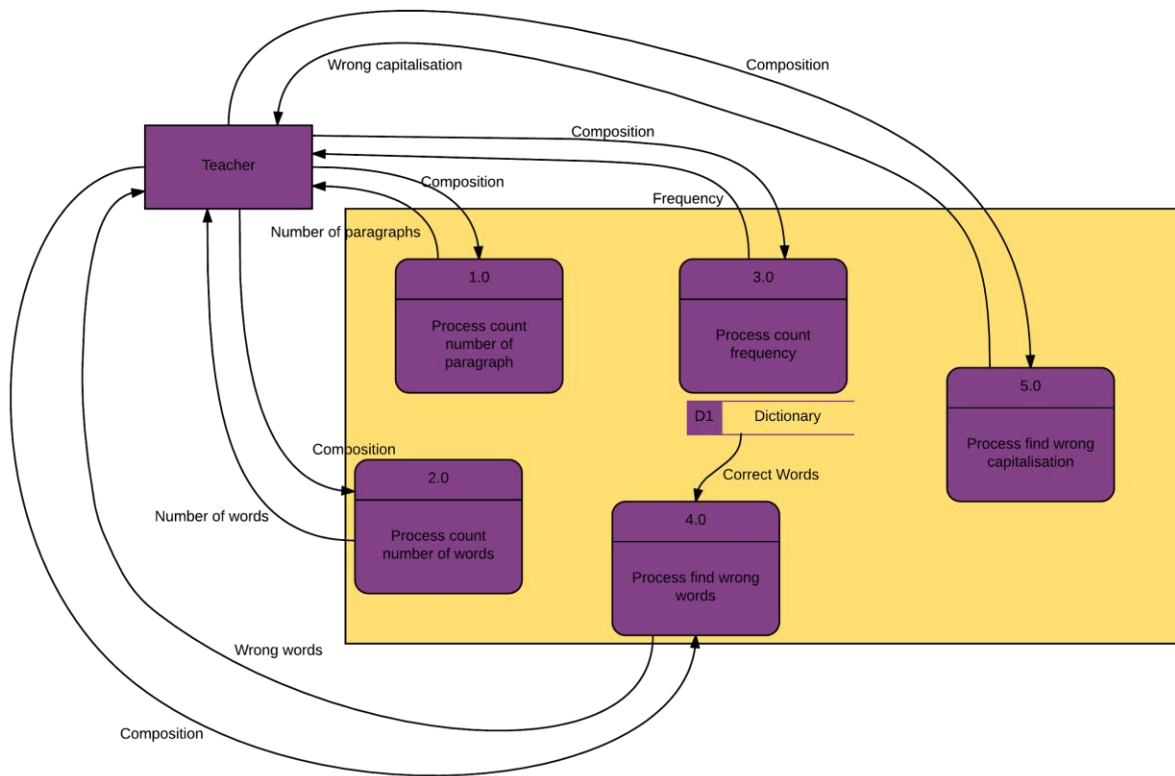 Wrong capitalisation
Composition
Composition
Teacher
Composition
Frequency
Number of paragraphs
1.0
Process count
number of
paragraph
3.0
Process count
frequency
5.0
Process find wrong
capitalisation
D1 Dictionary
Correct Words
Composition
2.0
Process count
number of words
Number of words
4.0
Process find wrong
words
Wrong words
Composition